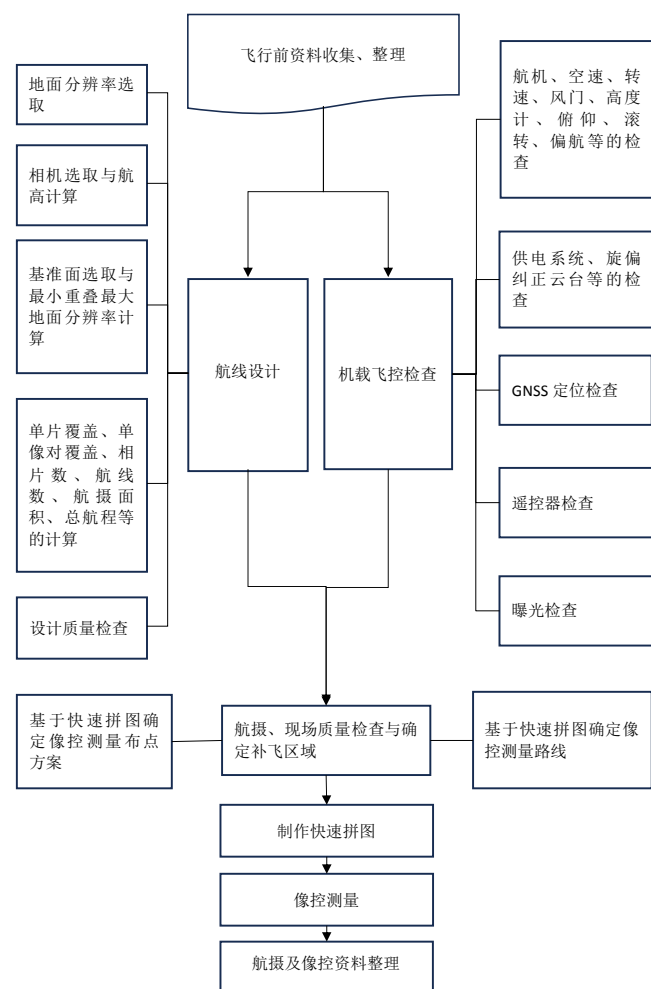 飞行前资料收集、整理
地面分辨率选
取
相机选取与航
高计算
基准面选取与
最小重叠最大
地面分辨率计
算
单片覆盖、单
像对覆盖、相
片数、航线
数、航摄面
积、总航程等
的计算
设计质量检查
航线设计
机载飞控检查
航机、空速、转
速、风门、高度
计、俯仰、滚
转、偏航等的检
查
供电系统、旋偏
纠正云台等的检
查
GNSS 定位检查
遥控器检查
曝光检查
基于快速拼图确
定像控测量布点
方案
航摄、现场质量检查与确
定补飞区域
基于快速拼图确定像
控测量路线
制作快速拼图
像控测量
航摄及像控资料整理